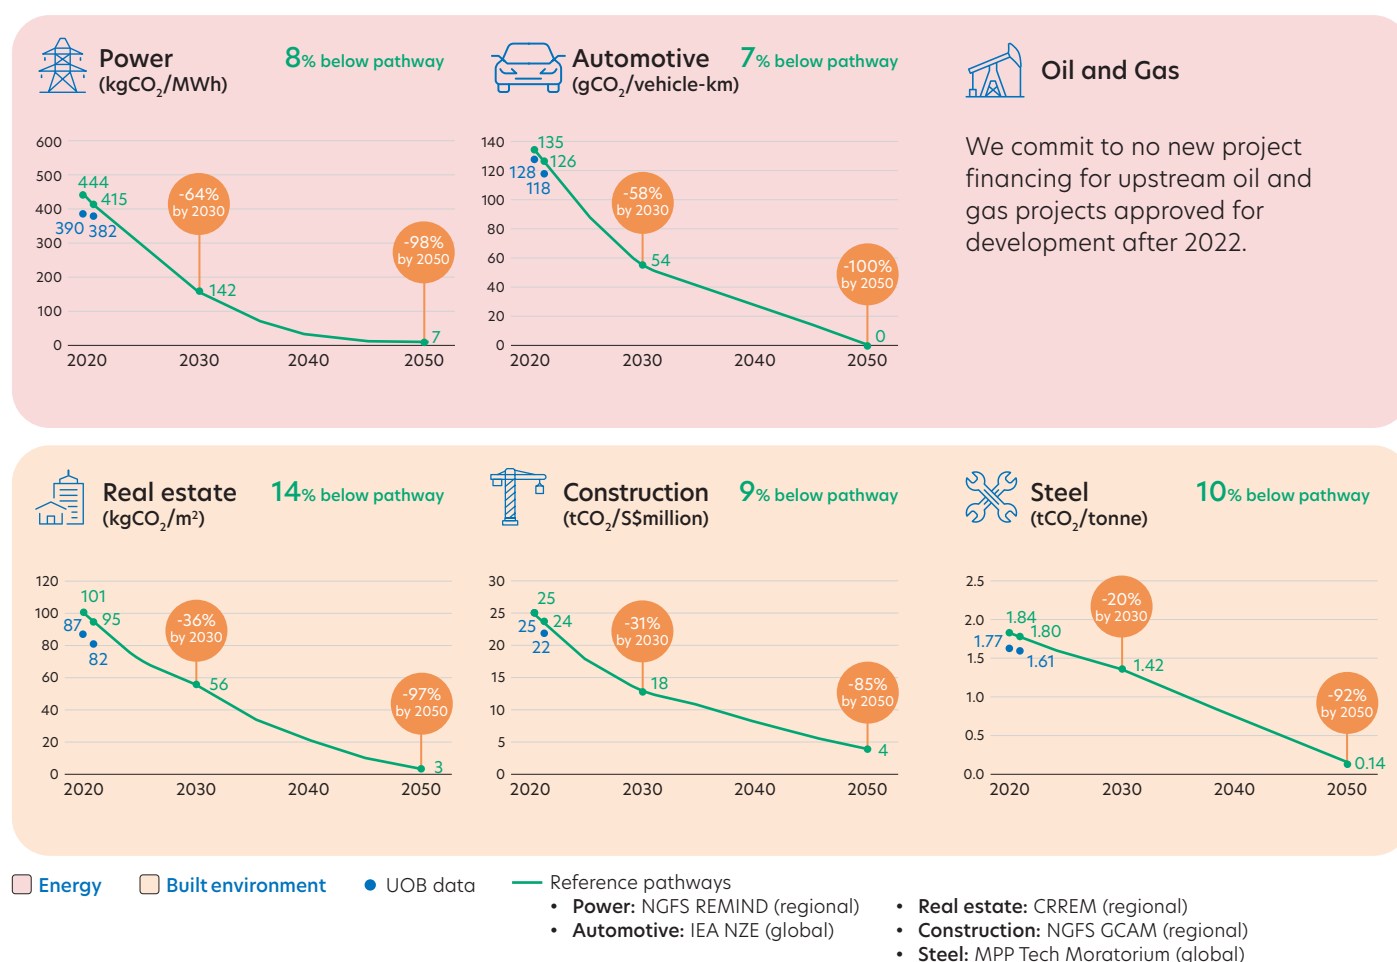 Power
(kgCO₂/MWh)
8% below pathway
600
500
400
300
200
100
0
444
415
390
382
-64%
by 2030
142
-98%
by 2050
7
2020
2030
2040
2050
Automotive
(gCO₂/vehicle-km)
7% below pathway
140
120
100
80
60
40
20
0
135
126
128
118
-58%
by 2030
54
-100%
by 2050
0
2020
2030
2040
2050
Oil and Gas
We commit to no new project
financing for upstream oil and
gas projects approved for
development after 2022.
Real estate
(kgCO₂/m²)
14% below pathway
120
100
80
60
40
20
0
101
95
87
82
-36%
by 2030
56
-97%
by 2050
3
2020
2030
2040
2050
Construction
(tCO₂/S$million)
9% below pathway
30
25
20
15
10
5
0
25
24
25
22
-31%
by 2030
18
-85%
by 2050
4
2020
2030
2040
2050
Steel
(tCO₂/tonne)
10% below pathway
2.5
2.0
1.5
1.0
0.5
0.0
1.84
1.80
1.77
1.61
-20%
by 2030
1.42
-92%
by 2050
0.14
2020
2030
2040
2050
Energy
Built environment
UOB data
Reference pathways
• Power: NGFS REMIND (regional)
• Automotive: IEA NZE (global)
• Real estate: CRREM (regional)
• Construction: NGFS GCAM (regional)
• Steel: MPP Tech Moratorium (global)